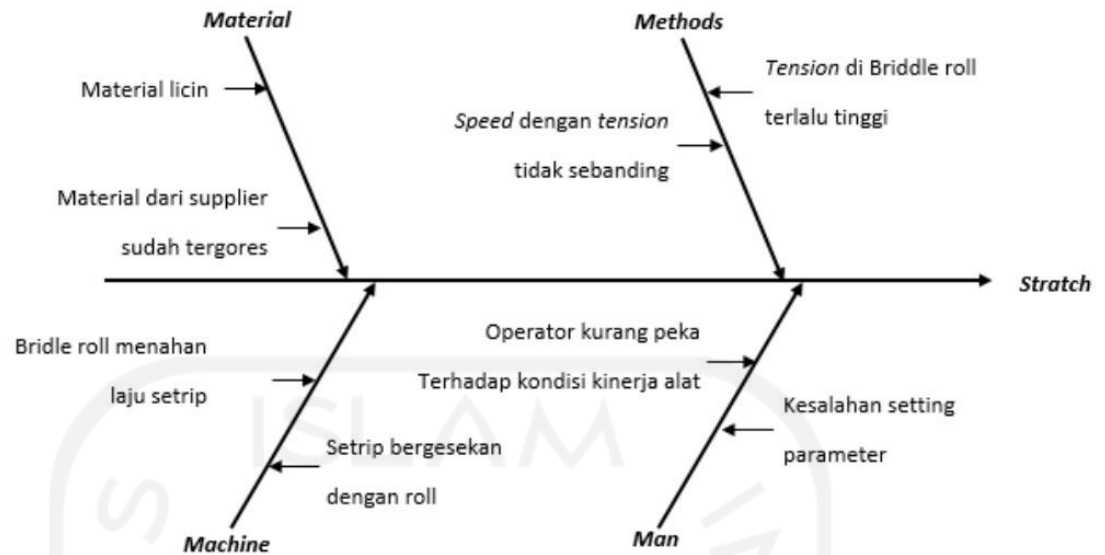 Material
Methods
Material licin
Tension di Briddle roll
terlalu tinggi
Speed dengan tension
tidak sebanding
Material dari supplier
sudah tergores
Stratch
Bridle roll menahan
laju setrip
Operator kurang peka
Terhadap kondisi kinerja alat
Setrip bergesekan
dengan roll
Kesalahan setting
parameter
Machine
Man
ISLAM